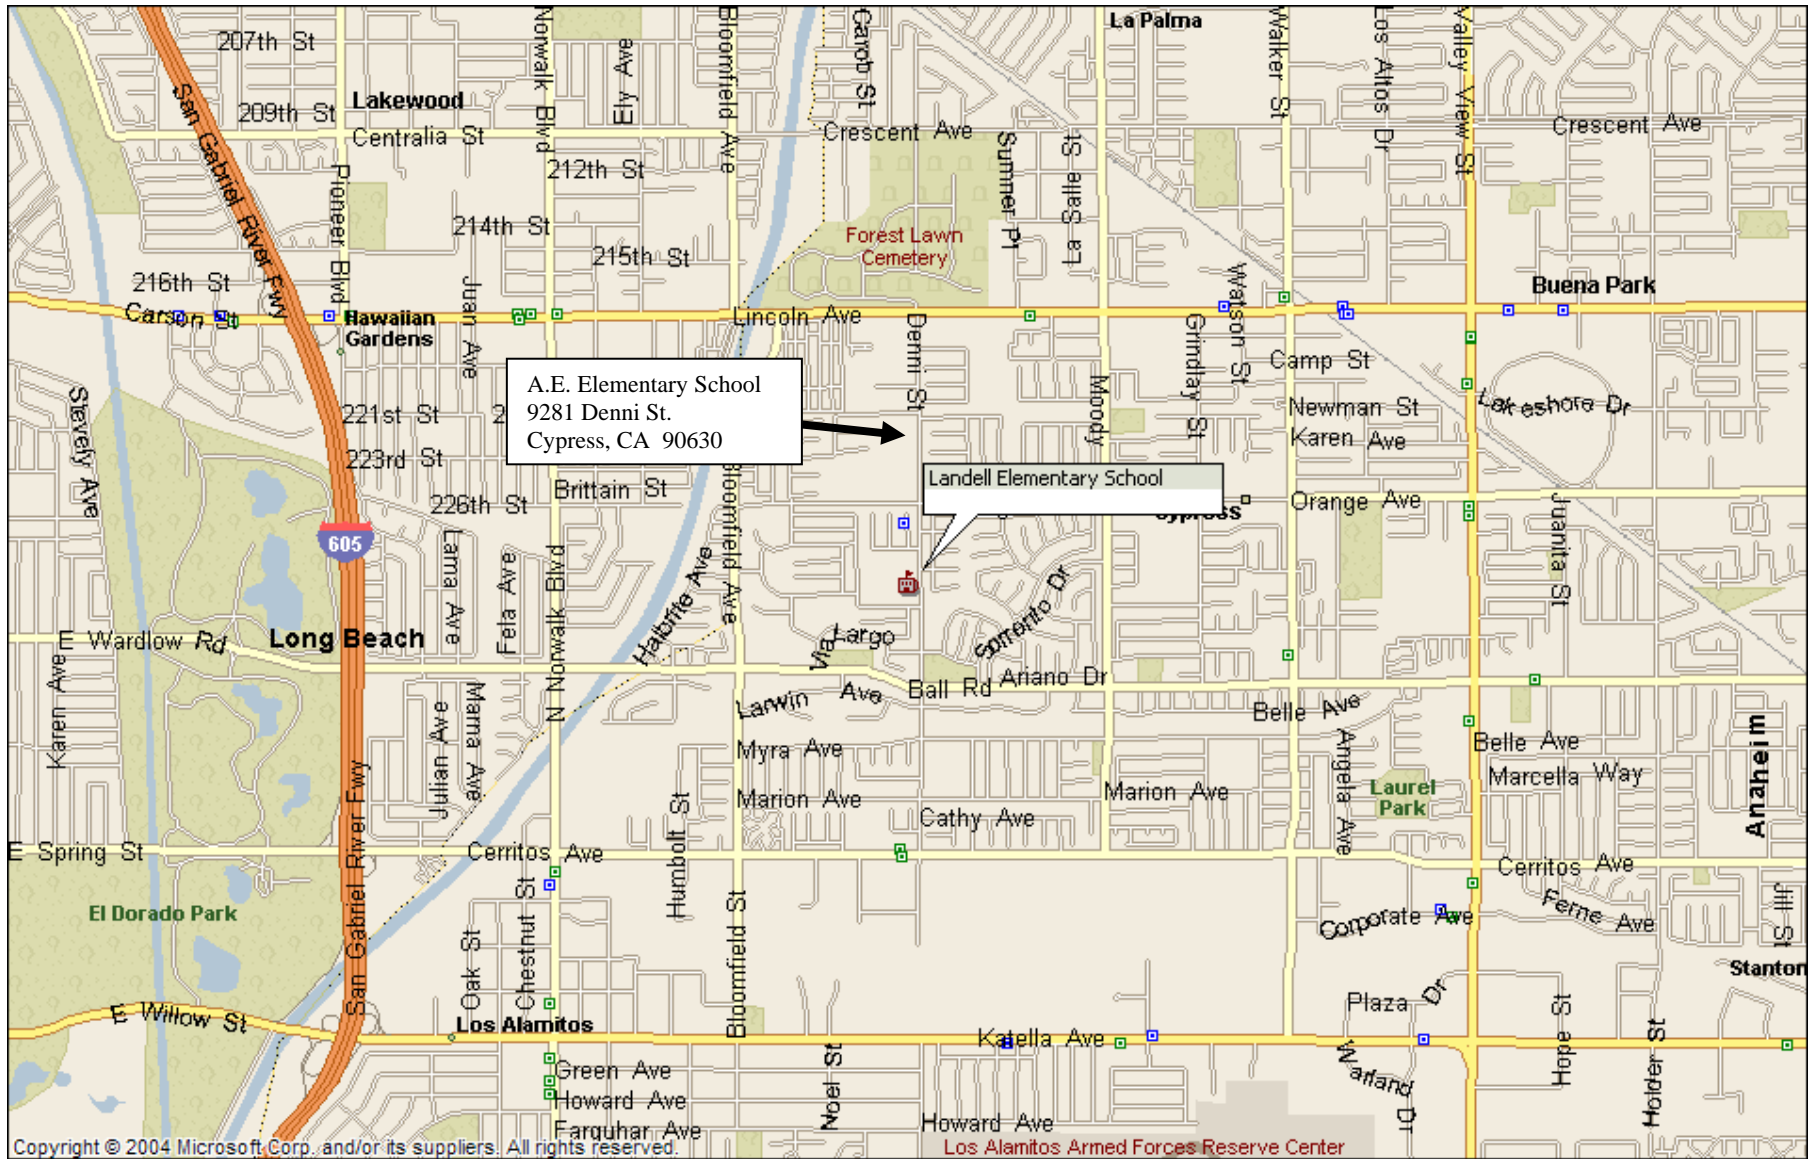 207th St
Norwalk Blvd
Ely Ave
Bloomfield Ave
Carob St
La Palma
Walker St
Los Altos Dr
Valley View St
San Gabriel River Fwy
209th St
Lakewood
Centralia St
Crescent Ave
Crescent Ave
Pioneer Blvd
212th St
Sumner Pl
La Salle St
214th St
215th St
Forest Lawn
Cemetery
216th St
Juan Ave
Watson St
Buena Park
Carson St
Hawaiian
Gardens
Lincoln Ave
Denni St
Grindlay St
Camp St
A.E. Elementary School
9281 Denni St.
Cypress, CA 90630
Stevely Ave
221st St
2
Moody
Newman St
Lakeshore Dr
223rd St
Karen Ave
Landell Elementary School
226th St
Brittain St
Bloomfield Ave
Cypress
Orange Ave
Juanita St
605
Lama Ave
Fela Ave
N Norwalk Blvd
Halbrite Ave
Sorrento Dr
E Wardlow Rd
Long Beach
Via Largo
Karen Ave
Ball Rd
Ariano Dr
Julian Ave
Marna Ave
Larwin Ave
Belle Ave
Myra Ave
Angela Ave
Belle Ave
Marcella Way
Anaheim
San Gabriel River Fwy
Humbolt St
Marion Ave
Marion Ave
Laurel
Park
Cathy Ave
E Spring St
Cerritos Ave
Cerritos Ave
El Dorado Park
Oak St
Chestnut St
Bloomfield St
Corporate Ave
Ferne Ave
Jill St
Stanton
E Willow St
Los Alamitos
Katella Ave
Plaza Dr
Hope St
Holder St
Green Ave
Noel St
Warland Dr
Howard Ave
Howard Ave
Farquhar Ave
Los Alamitos Armed Forces Reserve Center
Copyright © 2004 Microsoft Corp. and/or its suppliers. All rights reserved.